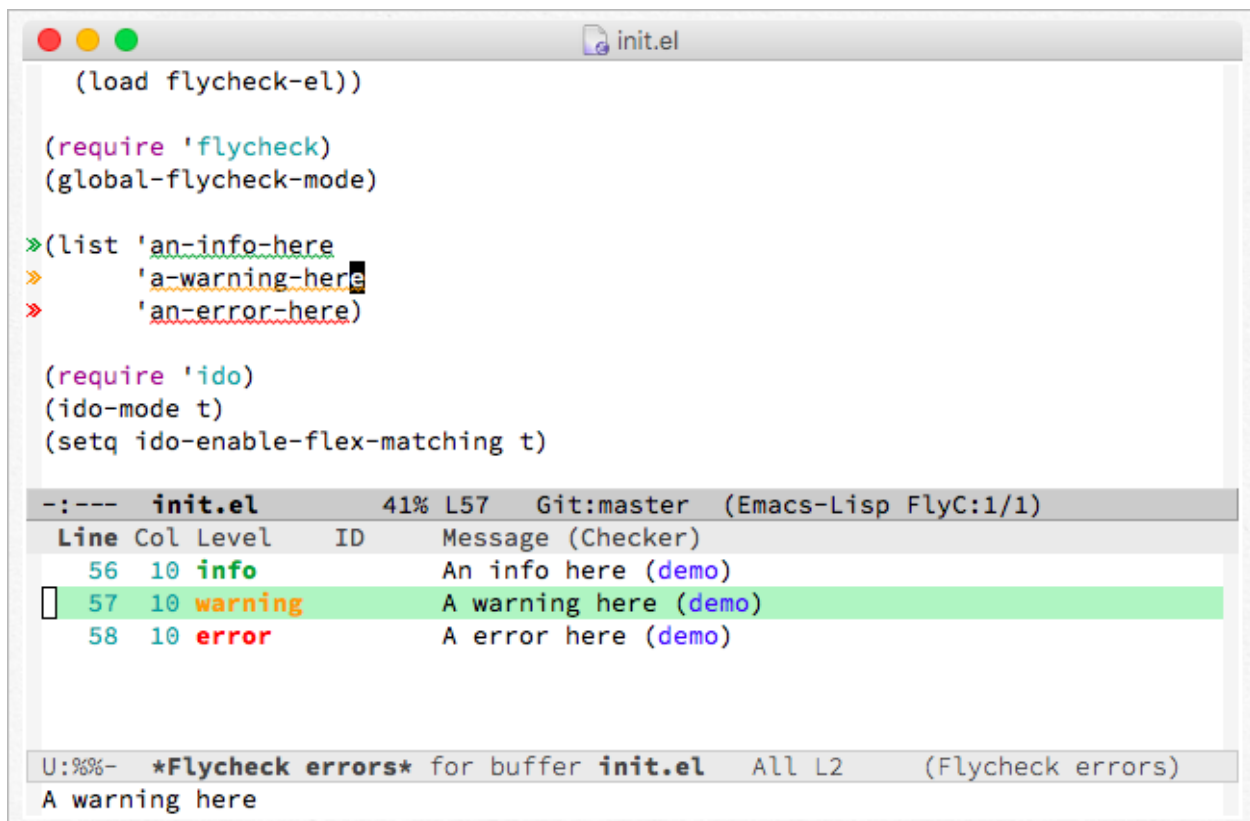 init.el
(load flycheck-el))
(require 'flycheck)
(global-flycheck-mode)
»(list 'an-info-here
» 'a-warning-here
» 'an-error-here)
(require 'ido)
(ido-mode t)
(setq ido-enable-flex-matching t)
-:--- init.el 41% L57 Git:master (Emacs-Lisp FlyC:1/1)
Line Col Level ID Message (Checker)
56 10 info An info here (demo)
57 10 warning A warning here (demo)
58 10 error A error here (demo)
U:%%- *Flycheck errors* for buffer init.el All L2 (Flycheck errors)
A warning here